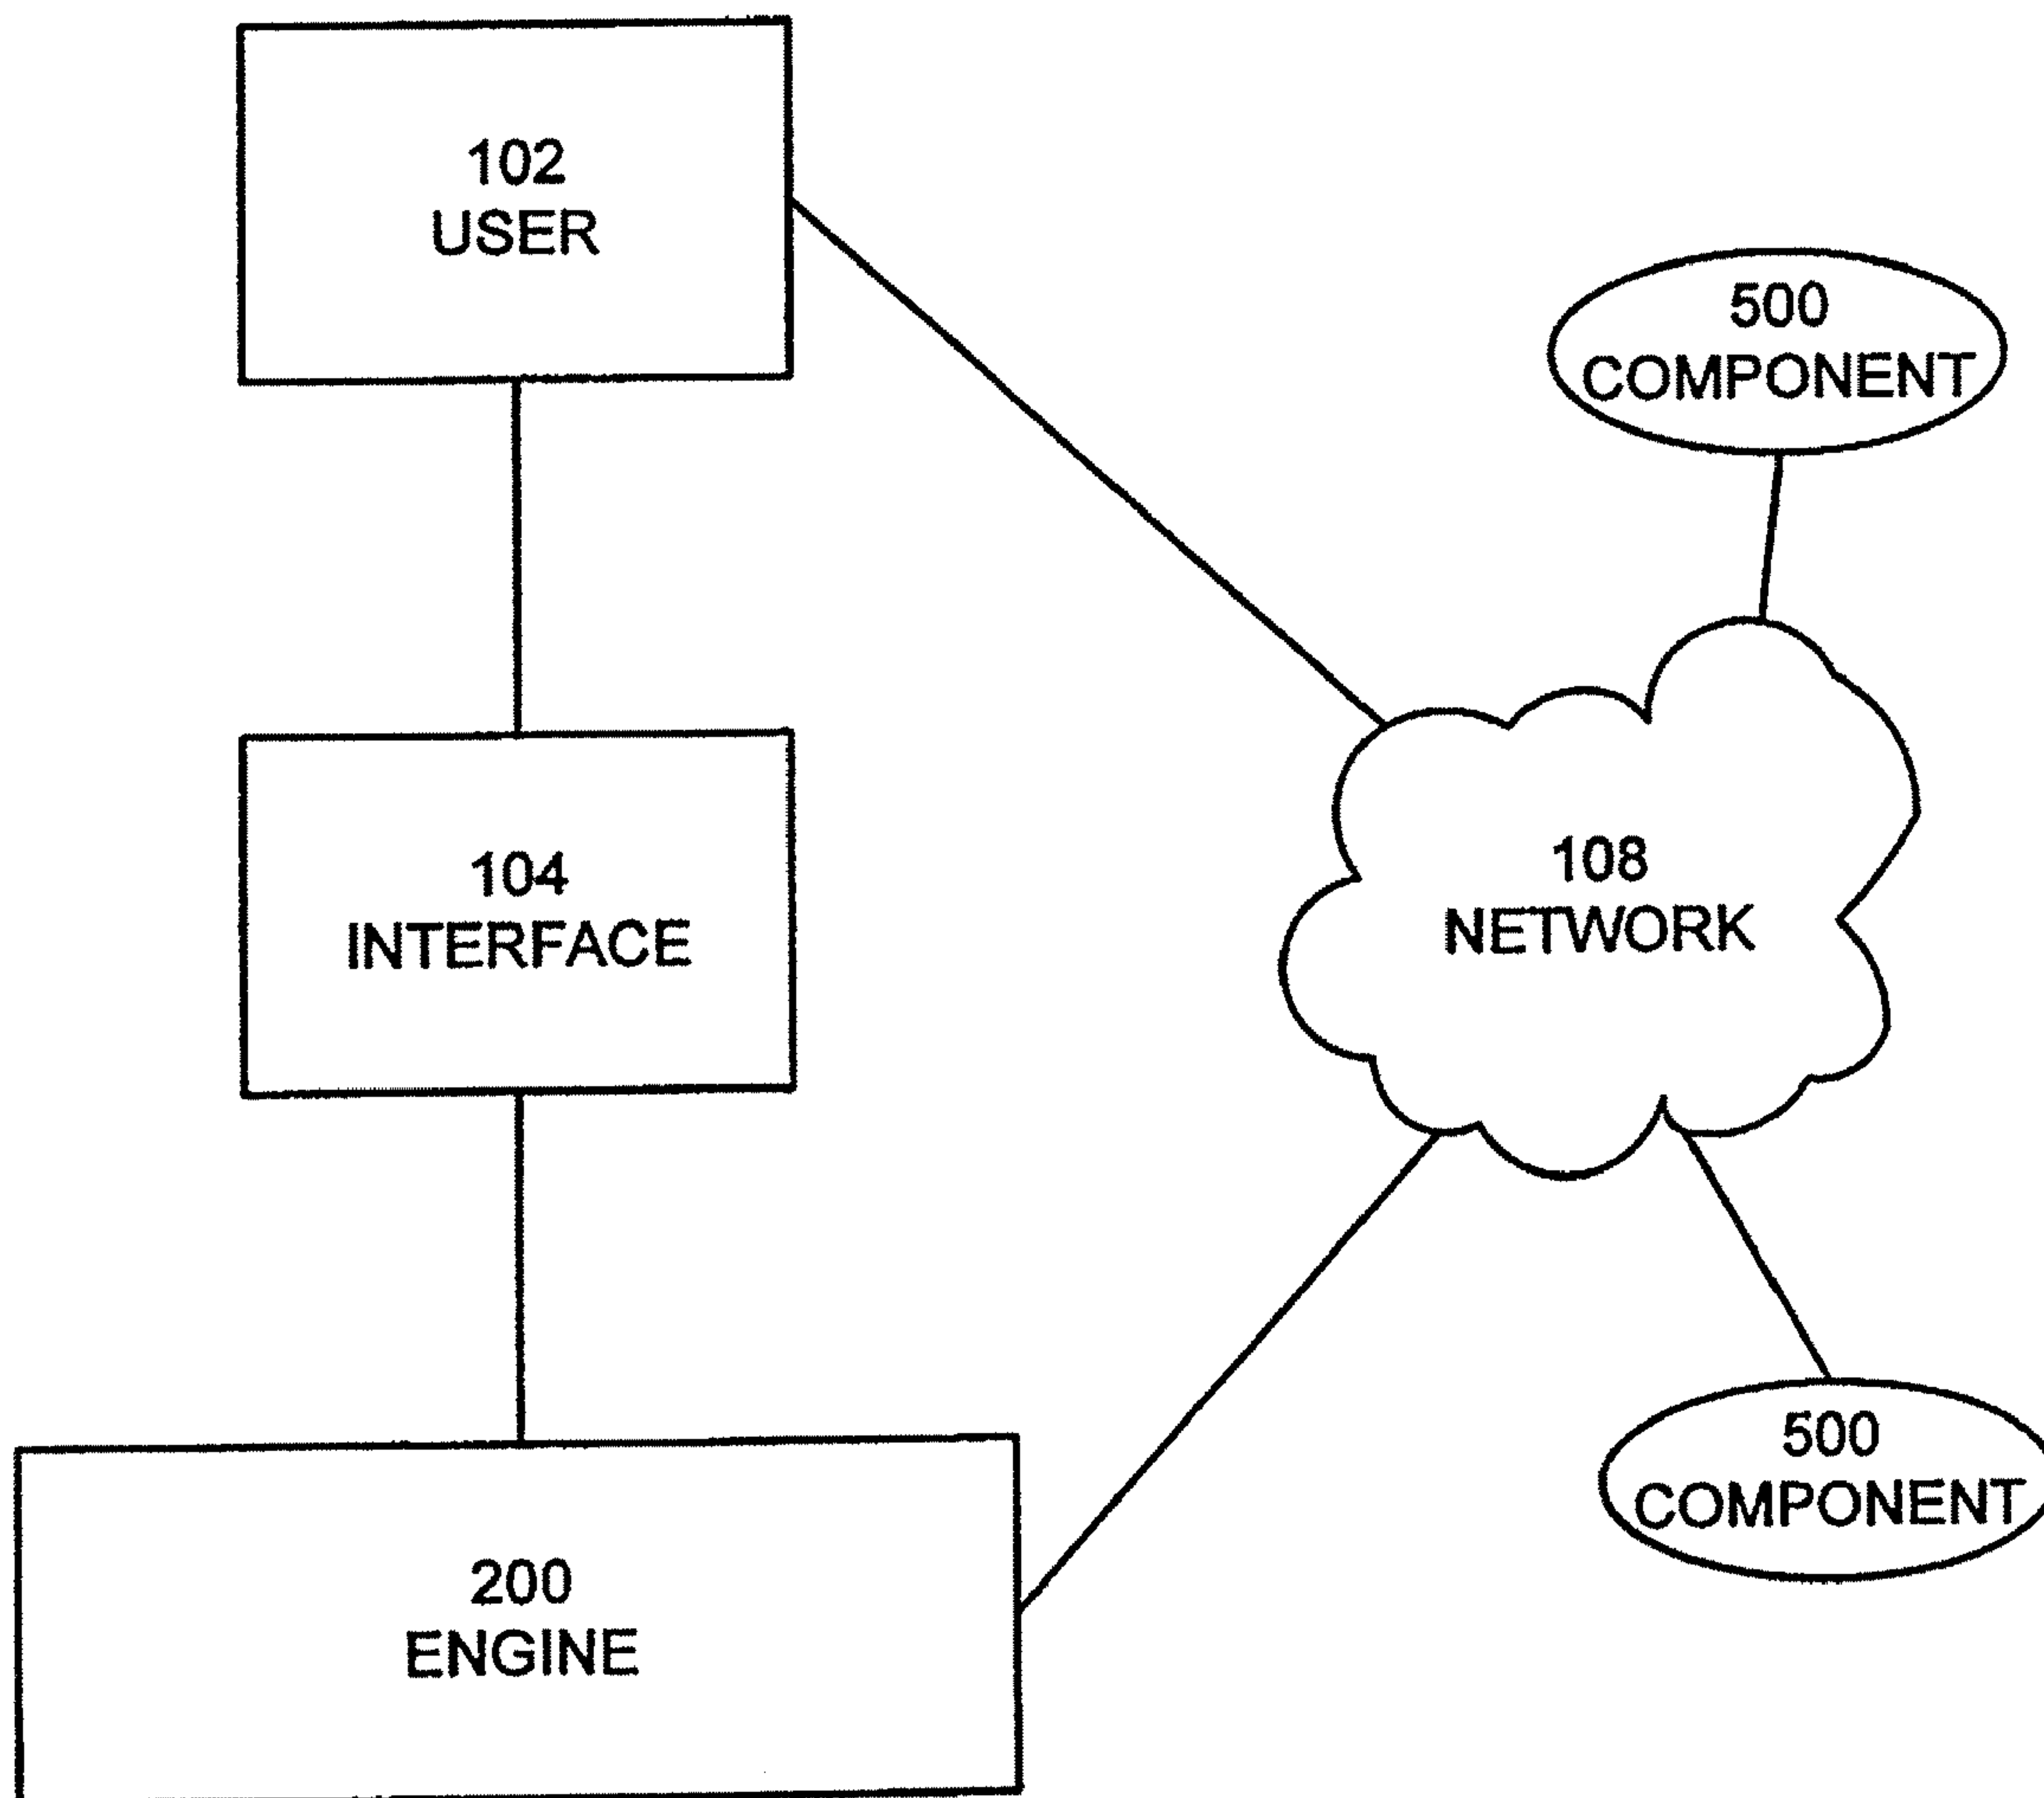 102
USER
500
COMPONENT
104
INTERFACE
108
NETWORK
500
COMPONENT
200
ENGINE